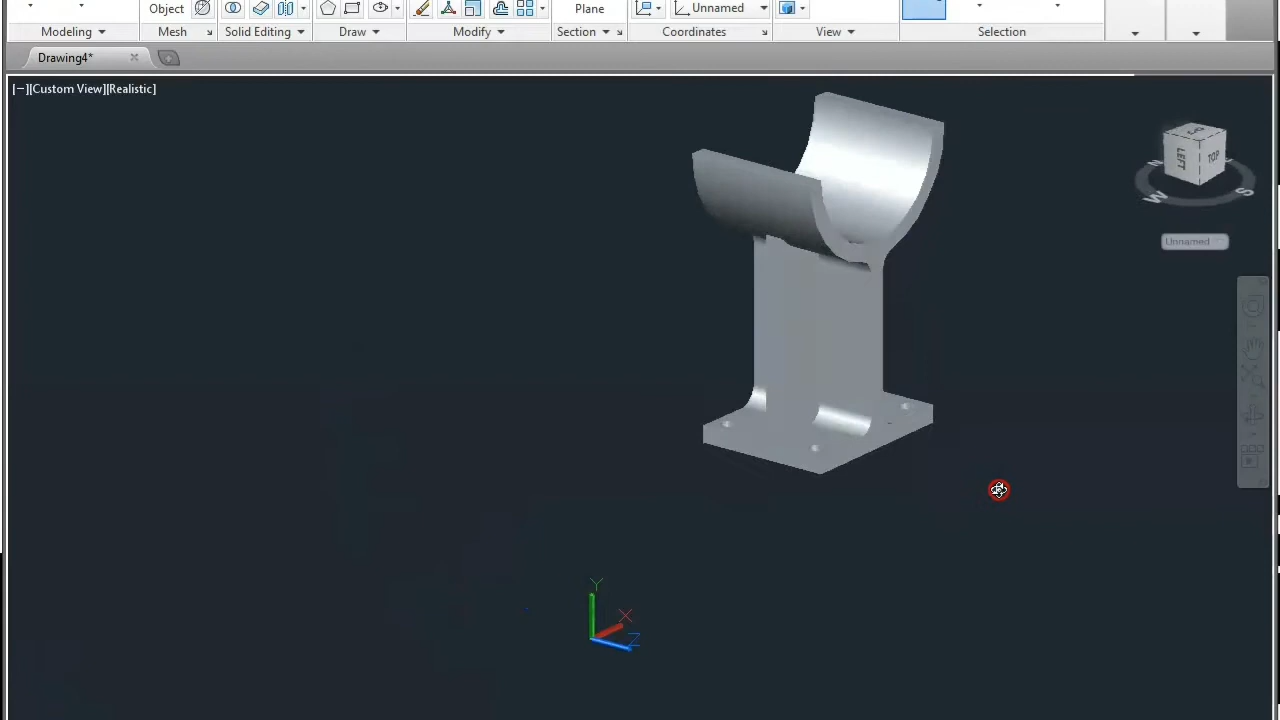 Object
Plane
Unnamed
Modeling
Mesh
Solid Editing
Draw
Modify
Section
Coordinates
View
Selection
Drawing4*
[−][Custom View][Realistic]
LEFT
TOP
W
S
Unnamed
Y
X
Z